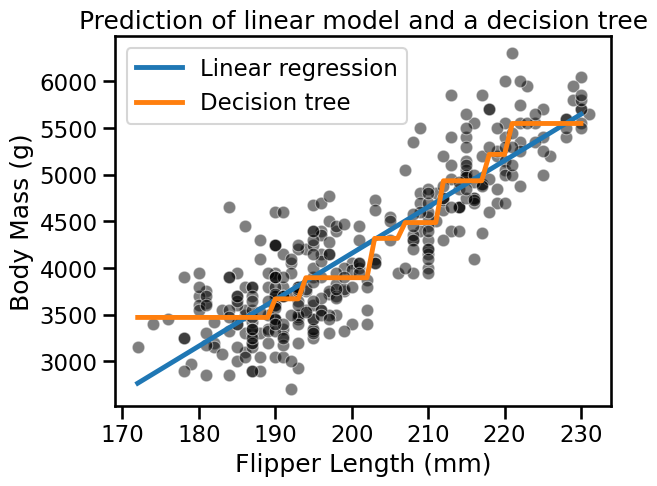 Prediction of linear model and a decision tree
Linear regression
Decision tree
Body Mass (g)
6000
5500
5000
4500
4000
3500
3000
170 180 190 200 210 220 230
Flipper Length (mm)